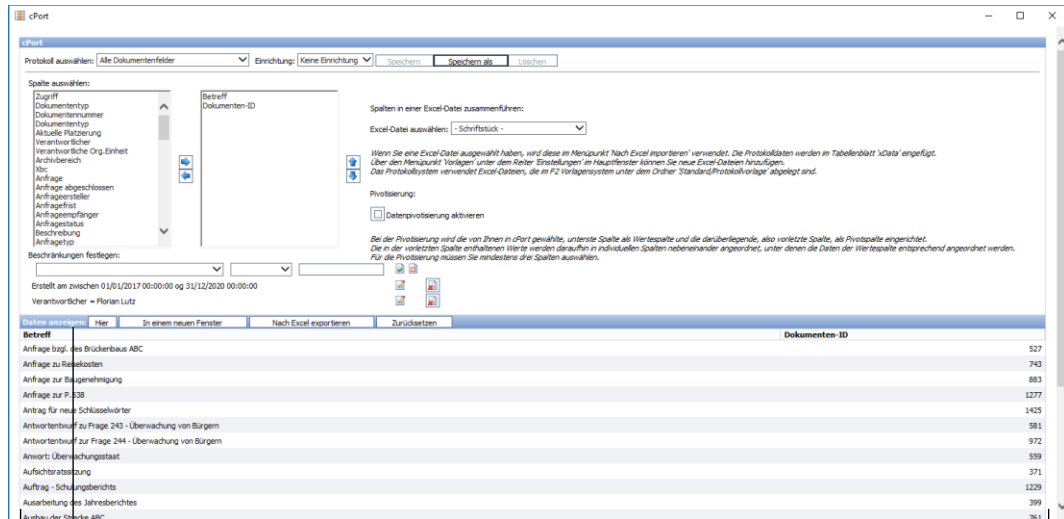 cPort
cPort
Protokoll auswählen: Alle Dokumentenfelder Einrichtung: Keine Einrichtung Speichern Speichern als Löschen
Spalte auswählen:
Zugriff
Dokumententyp
Dokumentennummer
Dokumententyp
Aktuelle Platzierung
Verantwortlicher
Verantwortliche Org.Einheit
Archivbereich
Xbc
Anfrage
Anfrage abgeschlossen
Anfrageersteller
Anfragefrist
Anfrageempfänger
Anfragestatus
Beschreibung
Anfragetyp
Betreff
Dokumenten-ID
Spalten in einer Excel-Datei zusammenführen:
Excel-Datei auswählen: - Schriftstück -
Wenn Sie eine Excel-Datei ausgewählt haben, wird diese im Menüpunkt 'Nach Excel importieren' verwendet. Die Protokolldaten werden im Tabellenblatt 'xData' eingefügt.
Über den Menüpunkt 'Vorlagen' unter dem Reiter 'Einstellungen' im Hauptfenster können Sie neue Excel-Dateien hinzufügen.
Das Protokollsystem verwendet Excel-Dateien, die im F2 Vorlagensystem unter dem Ordner 'Standard/Protokollvorlage' abgelegt sind.
Pivotisierung:
Datenpivotisierung aktivieren
Bei der Pivotisierung wird die von Ihnen in cPort gewählte, unterste Spalte als Wertespalte und die darüberliegende, also vorletzte Spalte, als Pivotspalte eingerichtet.
Die in der vorletzten Spalte enthaltenen Werte werden daraufhin in individuellen Spalten nebeneinander angeordnet, unter denen die Daten der Wertespalte entsprechend angeordnet werden.
Für die Pivotisierung müssen Sie mindestens drei Spalten auswählen.
Beschränkungen festlegen:
Erstellt am zwischen 01/01/2017 00:00:00 og 31/12/2020 00:00:00
Verantwortlicher = Florian Lutz
Daten anzeigen: Hier In einem neuen Fenster Nach Excel exportieren Zurücksetzen
Betreff Dokumenten-ID
Anfrage bzgl. des Brückenbaus ABC 527
Anfrage zu Reisekosten 743
Anfrage zur Baugenehmigung 883
Anfrage zur P.538 1277
Antrag für neue Schlüsselwörter 1425
Antwortentwurf zu Frage 243 - Überwachung von Bürgern 581
Antwortentwurf zur Frage 244 - Überwachung von Bürgern 972
Anwort: Überwachungsstaat 559
Aufsichtsratssitzung 371
Auftrag - Schulungsberichts 1229
Ausarbeitung des Jahresberichtes 399
Ausbau der Strecke ABC 761